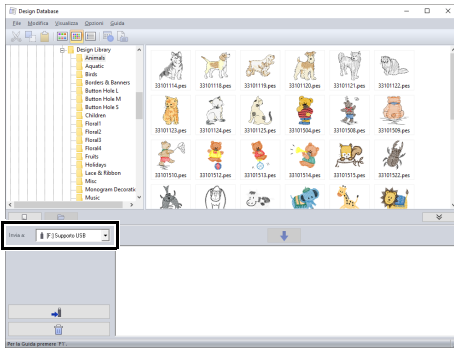 Design Database
File Modifica Visualizza Opzioni Guida
Design Library
Animals
Aquatic
Birds
Borders & Banners
Button Hole L
Button Hole M
Button Hole S
Children
Floral1
Floral2
Floral3
Floral4
Fruits
Holidays
Lace & Ribbon
Misc
Monogram Decoratic
Music
33101114.pes 33101118.pes 33101119.pes 33101120.pes 33101121.pes 33101122.pes
33101123.pes 33101124.pes 33101125.pes 33101504.pes 33101508.pes 33101509.pes
33101510.pes 33101512.pes 33101513.pes 33101514.pes 33101515.pes 33101522.pes
Invia a: [F:] Supporto USB
Per la Guida premere 'F1'.